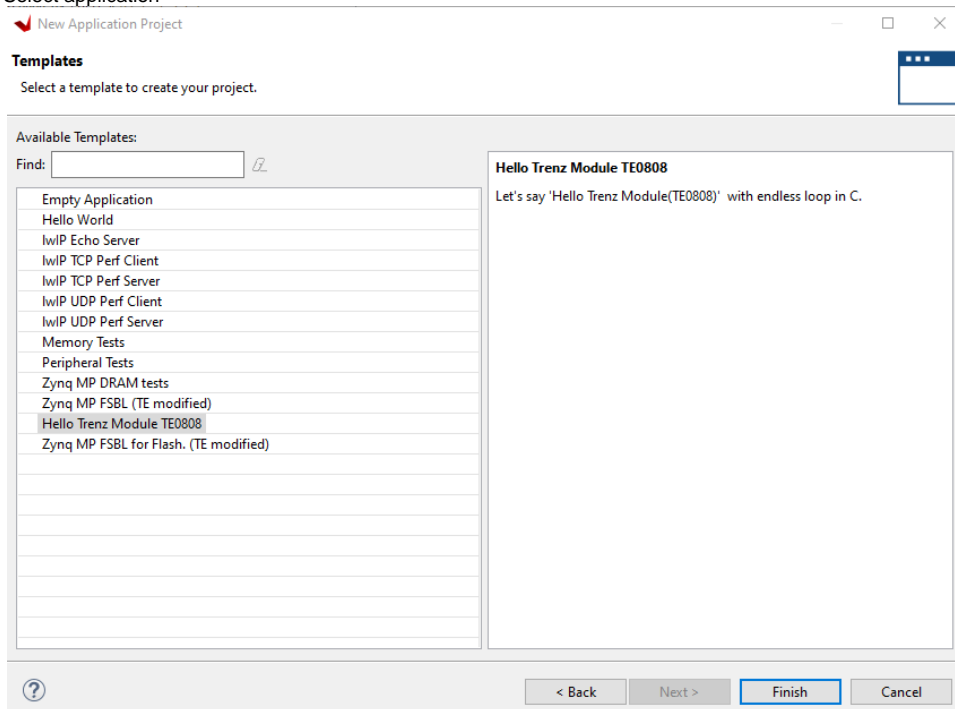 Select application
New Application Project
Templates
Select a template to create your project.
Available Templates:
Find:
Empty Application
Hello World
lwIP Echo Server
lwIP TCP Perf Client
lwIP TCP Perf Server
lwIP UDP Perf Client
lwIP UDP Perf Server
Memory Tests
Peripheral Tests
Zynq MP DRAM tests
Zynq MP FSBL (TE modified)
Hello Trenz Module TE0808
Zynq MP FSBL for Flash. (TE modified)
Hello Trenz Module TE0808
Let's say 'Hello Trenz Module(TE0808)' with endless loop in C.
< Back
Next >
Finish
Cancel